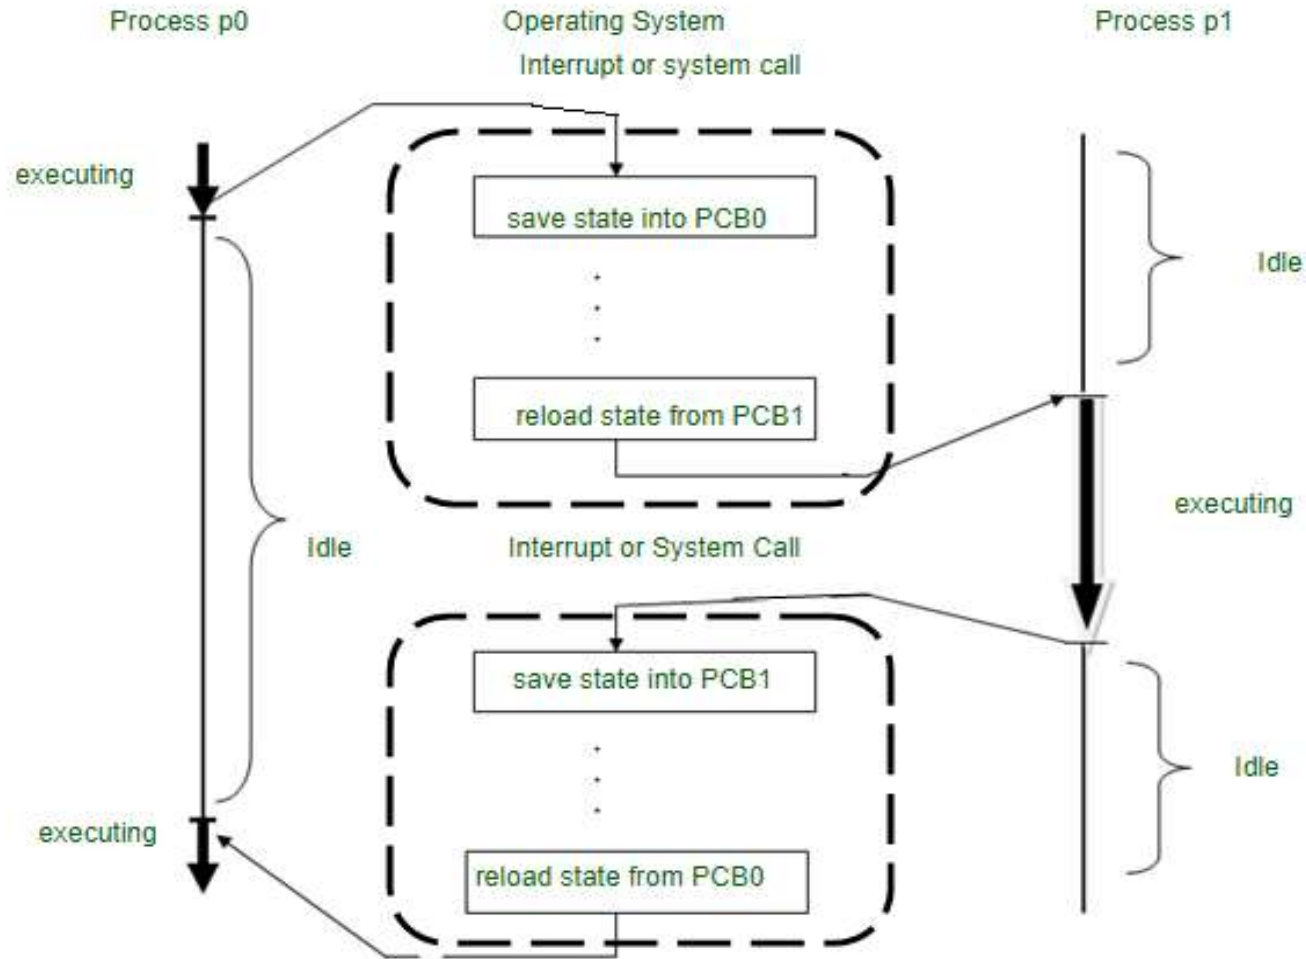 Process p0
Operating System
Process p1
Interrupt or system call
executing
save state into PCB0
Idle
reload state from PCB1
executing
Idle
Interrupt or System Call
save state into PCB1
Idle
executing
reload state from PCB0